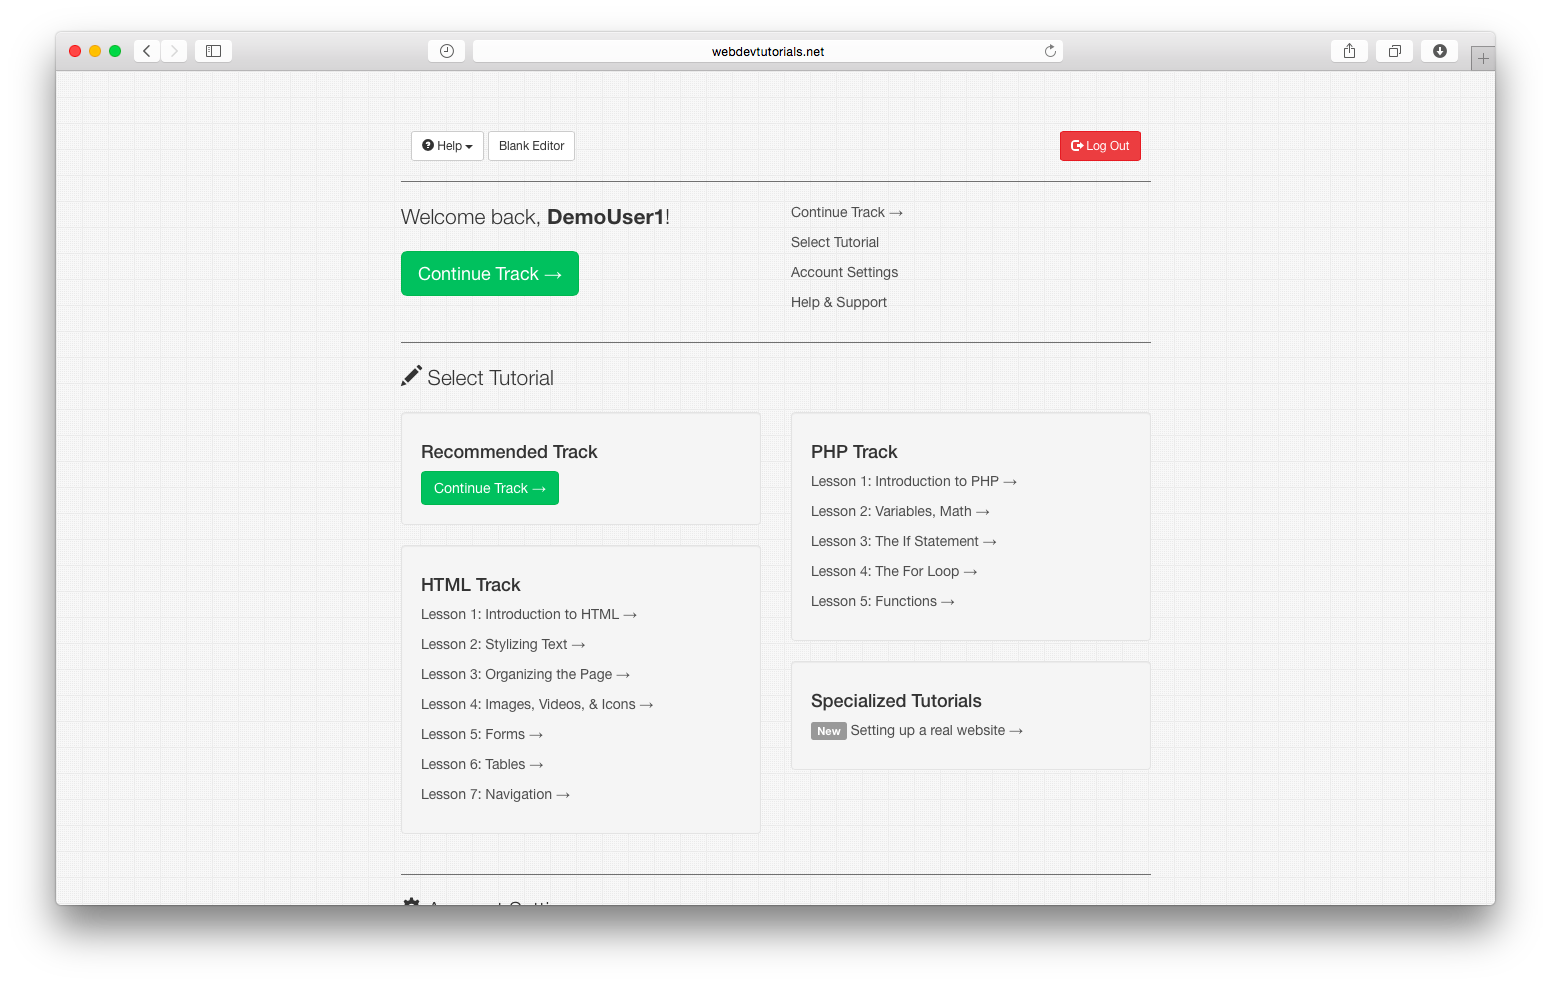 webdevtutorials.net
Help
Blank Editor
Log Out
Welcome back, DemoUser1!
Continue Track →
Continue Track →
Select Tutorial
Account Settings
Help & Support
Select Tutorial
Recommended Track
Continue Track →
HTML Track
Lesson 1: Introduction to HTML →
Lesson 2: Stylizing Text →
Lesson 3: Organizing the Page →
Lesson 4: Images, Videos, & Icons →
Lesson 5: Forms →
Lesson 6: Tables →
Lesson 7: Navigation →
PHP Track
Lesson 1: Introduction to PHP →
Lesson 2: Variables, Math →
Lesson 3: The If Statement →
Lesson 4: The For Loop →
Lesson 5: Functions →
Specialized Tutorials
New Setting up a real website →